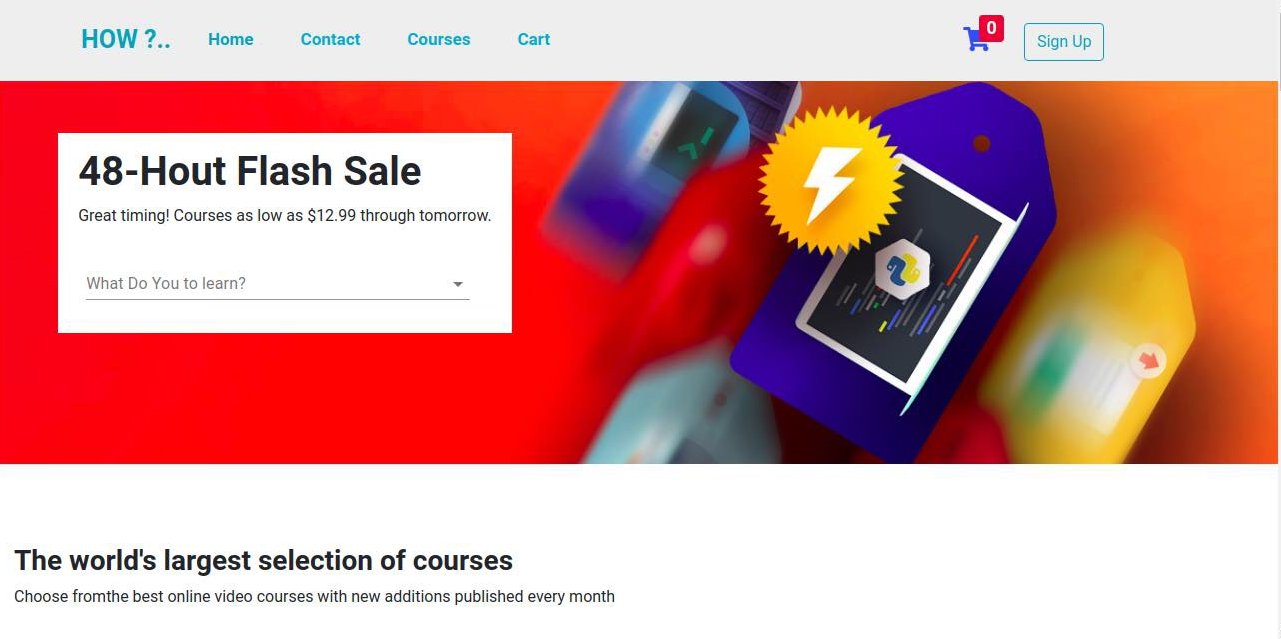 HOW ?..
Home
Contact
Courses
Cart
0
Sign Up
48-Hout Flash Sale
Great timing! Courses as low as $12.99 through tomorrow.
What Do You to learn?
The world's largest selection of courses
Choose fromthe best online video courses with new additions published every month